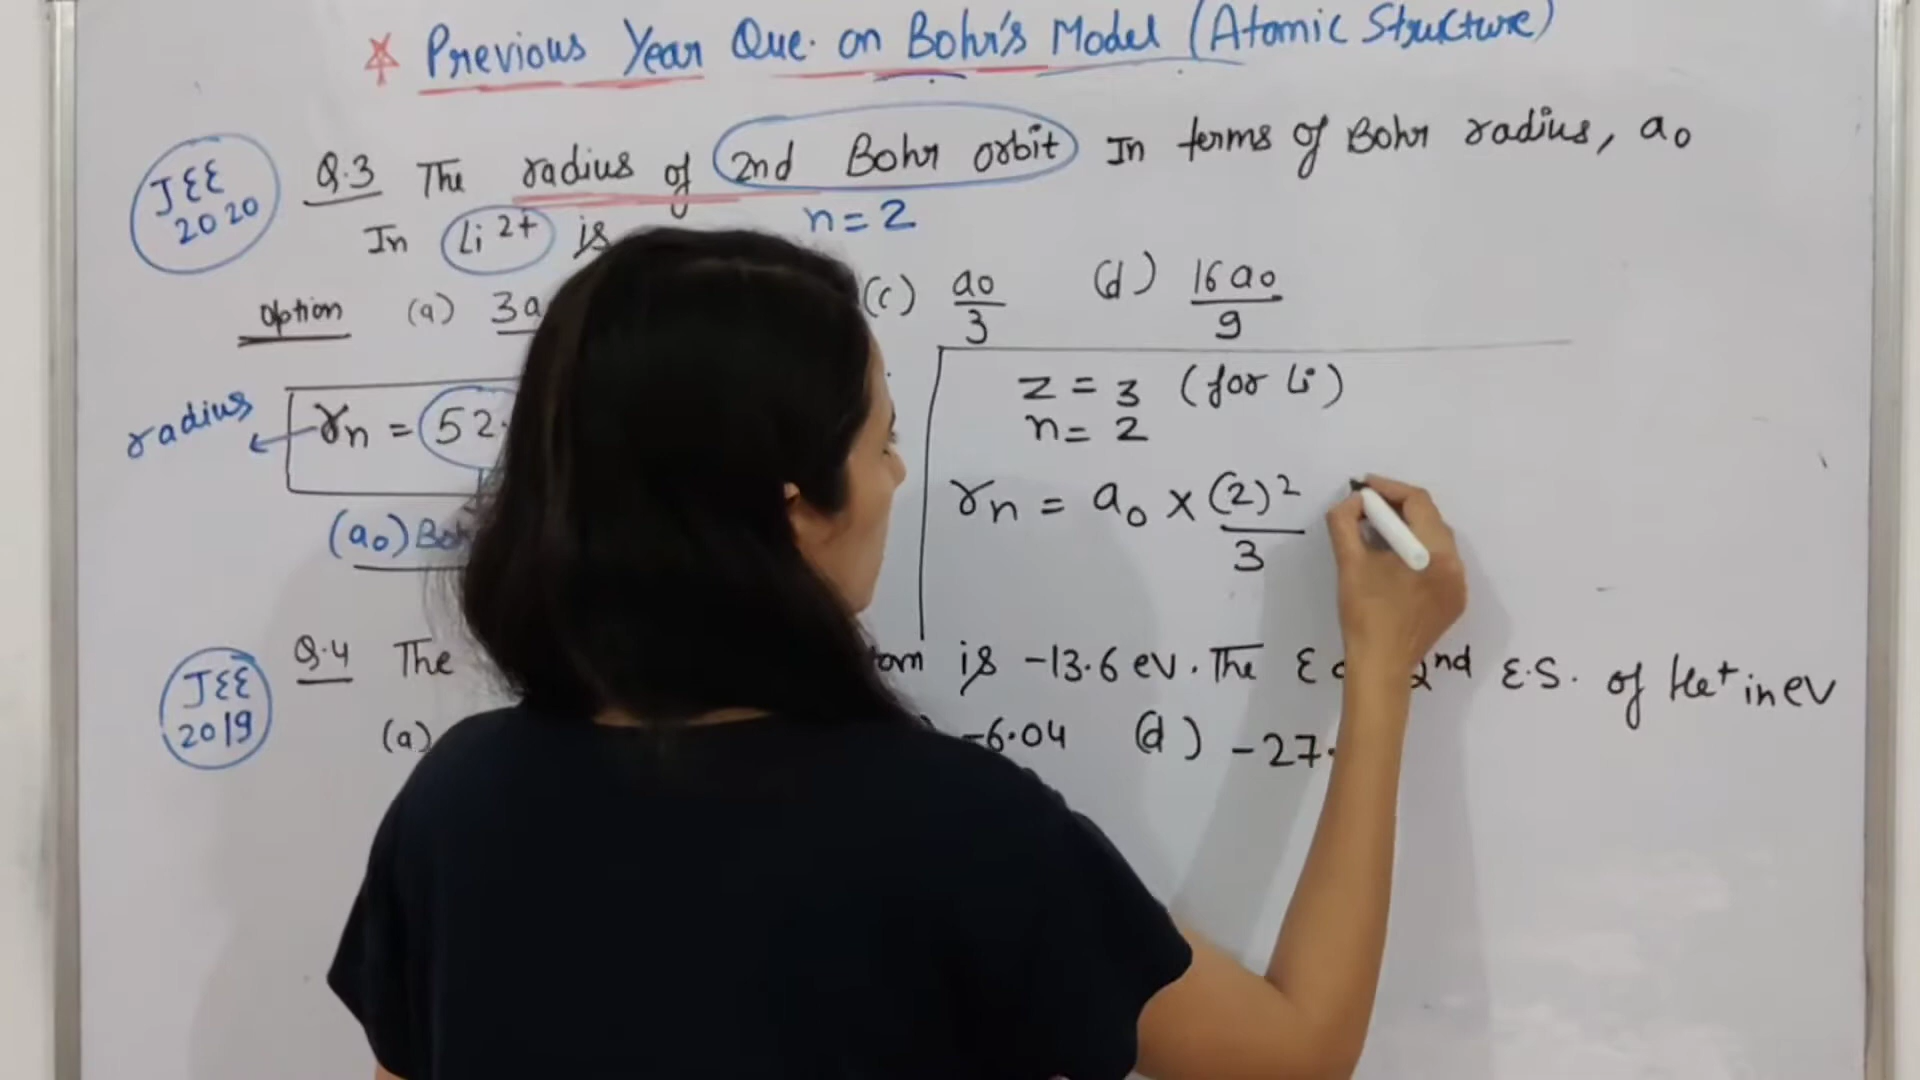 * Previous Year Que. on Bohr's Model (Atomic Structure)
JEE 2020
Q.3 The radius of 2nd Bohr orbit In terms of Bohr radius, a₀
In Li²⁺ is
n=2
Option (a) 3a (c) a₀/3 (d) 16a₀/9
radius
rₙ = 52.
(a₀) Boh
Z = 3 (for Li)
n= 2
rₙ = a₀ × (2)²/3
JEE 2019
Q.4 The tom is -13.6 ev. The E 2nd E.S. of He⁺ in ev
(a) -6.04 (d) -27.